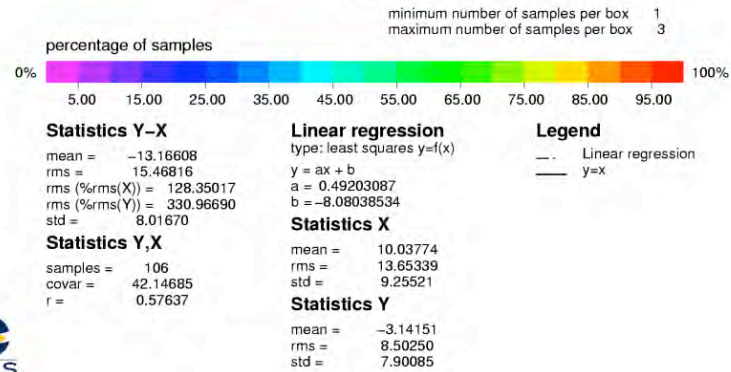 minimum number of samples per box 1
maximum number of samples per box 3
percentage of samples
0% 100%
5.00 15.00 25.00 35.00 45.00 55.00 65.00 75.00 85.00 95.00
Statistics Y-X
mean = -13.16608
rms = 15.46816
rms (%rms(X)) = 128.35017
rms (%rms(Y)) = 330.96690
std = 8.01670
Statistics Y,X
samples = 106
covar = 42.14685
r = 0.57637
Linear regression
type: least squares y=f(x)
y = ax + b
a = 0.49203087
b = -8.08038534
Statistics X
mean = 10.03774
rms = 13.65339
std = 9.25521
Statistics Y
mean = -3.14151
rms = 8.50250
std = 7.90085
Legend
Linear regression
y=x